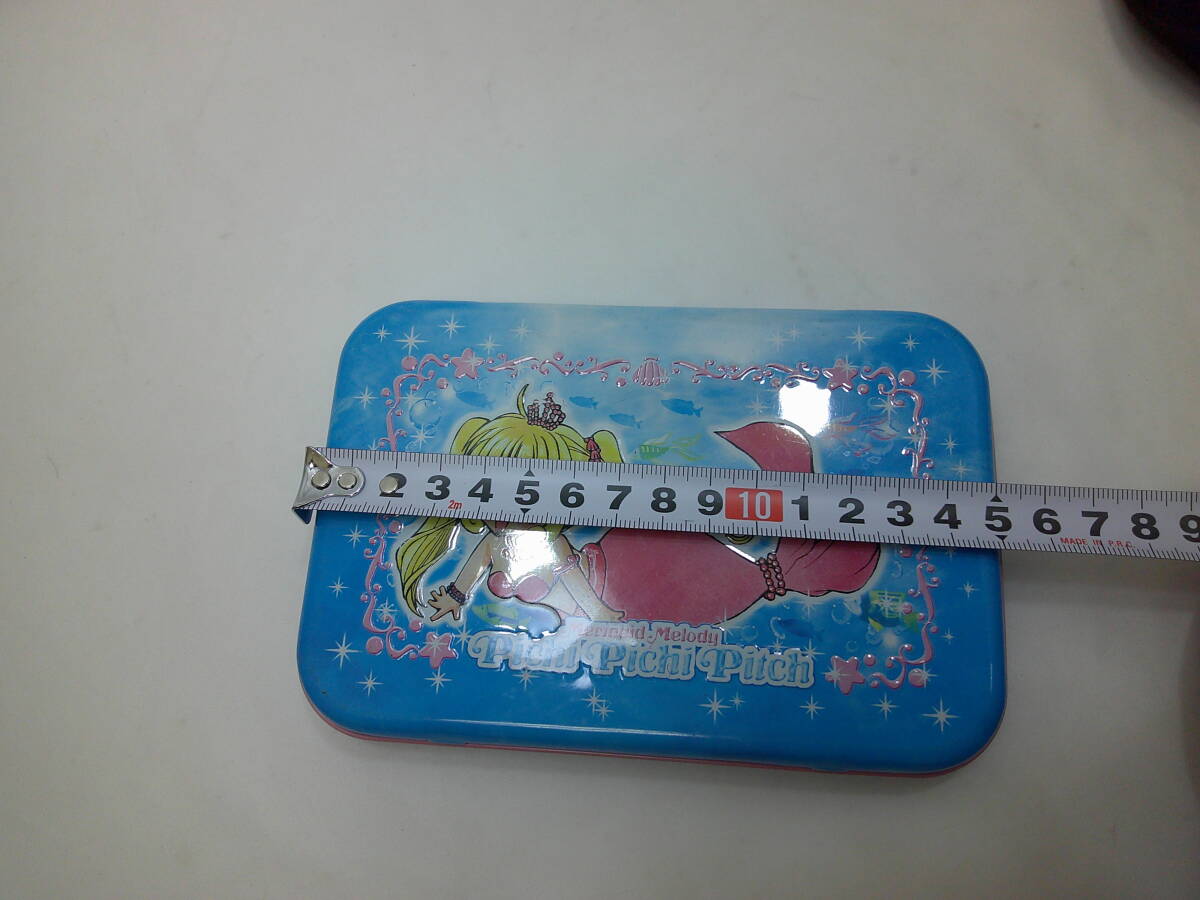 2 3 4 5 6 7 8 9 10 1 2 3 4 5 6 7 8 9
2m
MADE IN P.R.C.
Mermaid Melody
Pichi Pichi Pitch